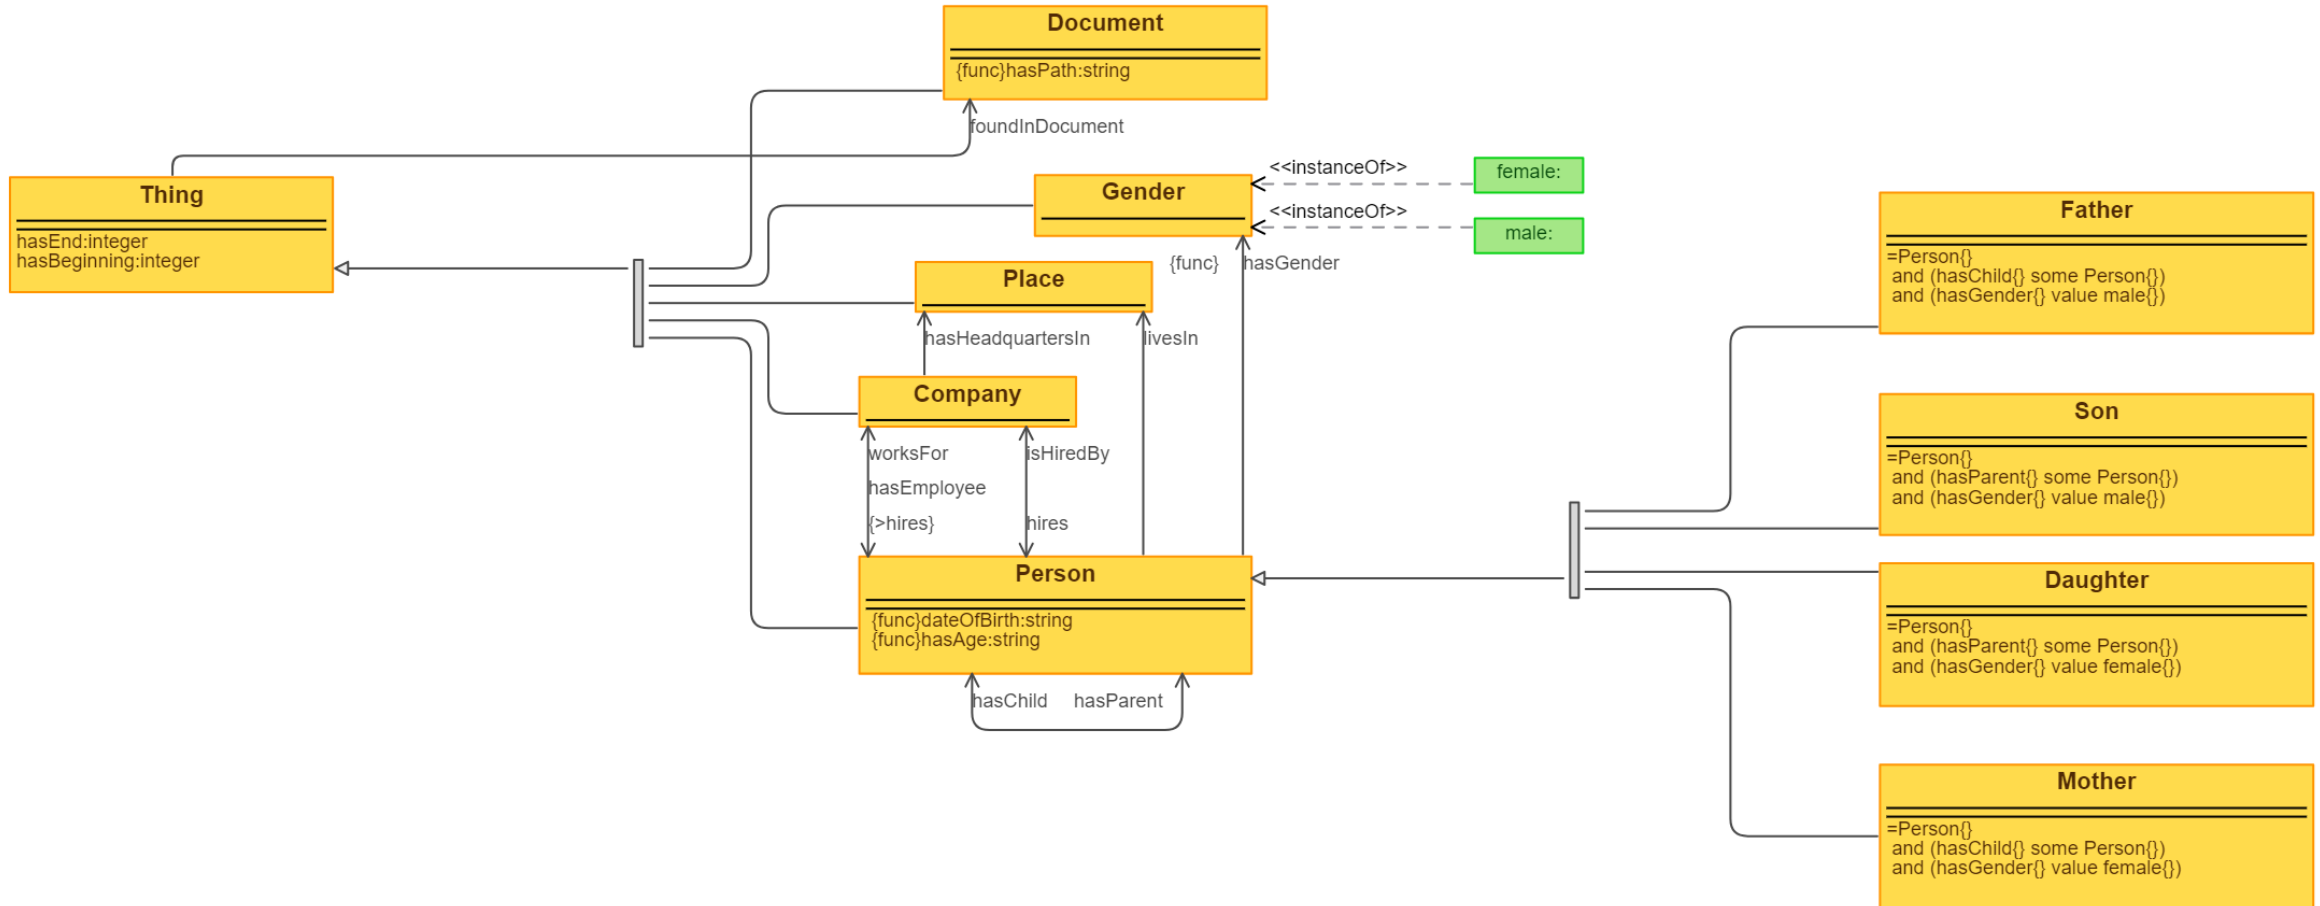 Document
{func}hasPath:string
foundInDocument
Thing
hasEnd:integer
hasBeginning:integer
Gender
<<instanceOf>>
female:
<<instanceOf>>
male:
{func}
hasGender
Place
hasHeadquartersIn
livesIn
Company
worksFor
isHiredBy
hasEmployee
{>hires}
hires
Person
{func}dateOfBirth:string
{func}hasAge:string
hasChild
hasParent
Father
=Person{}
and (hasChild{} some Person{})
and (hasGender{} value male{})
Son
=Person{}
and (hasParent{} some Person{})
and (hasGender{} value male{})
Daughter
=Person{}
and (hasParent{} some Person{})
and (hasGender{} value female{})
Mother
=Person{}
and (hasChild{} some Person{})
and (hasGender{} value female{})